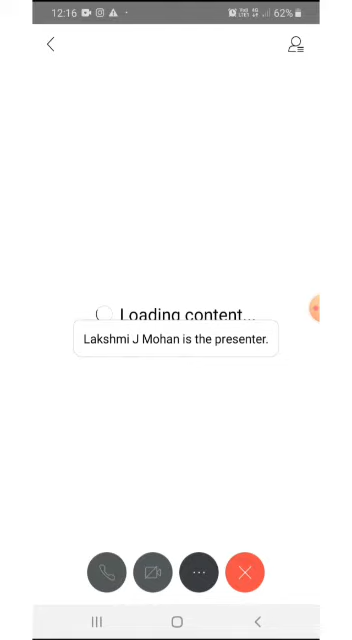 12:16
62%
Loading content...
Lakshmi J Mohan is the presenter.